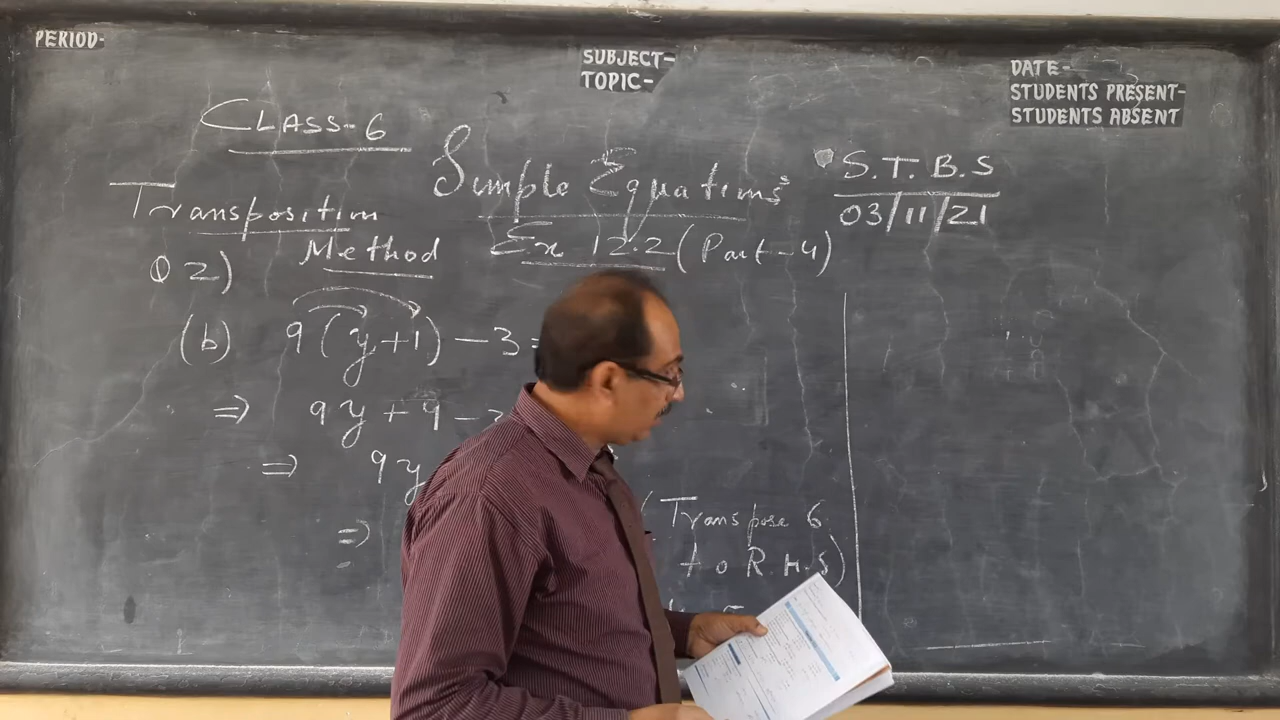 PERIOD-
SUBJECT-
TOPIC-
DATE-
STUDENTS PRESENT-
STUDENTS ABSENT
CLASS-6
Simple Equations
S.T.B.S
03/11/21
Transposition
Method
Ex 12.2 (Part-4)
Q 2)
(b) 9(y+1) - 3 =
=> 9y + 9 - 3
=> 9y
=>
(Transpose 6
to R.H.S)